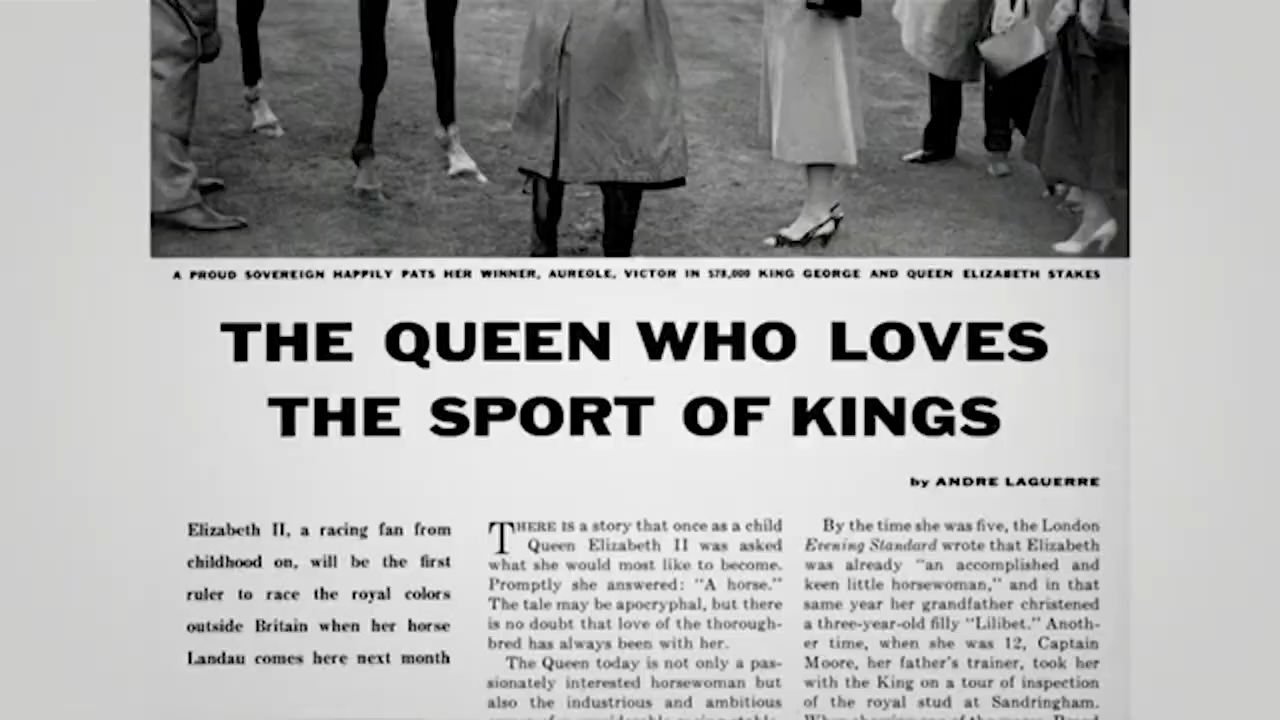 A PROUD SOVEREIGN HAPPILY PATS HER WINNER, AUREOLE, VICTOR IN $78,000 KING GEORGE AND QUEEN ELIZABETH STAKES
THE QUEEN WHO LOVES
THE SPORT OF KINGS
by ANDRE LAGUERRE
Elizabeth II, a racing fan from
childhood on, will be the first
ruler to race the royal colors
outside Britain when her horse
Landau comes here next month
THERE IS a story that once as a child
Queen Elizabeth II was asked
what she would most like to become.
Promptly she answered: "A horse."
The tale may be apocryphal, but there
is no doubt that love of the thorough-
bred has always been with her.
The Queen today is not only a pas-
sionately interested horsewoman but
also the industrious and ambitious
By the time she was five, the London
Evening Standard wrote that Elizabeth
was already "an accomplished and
keen little horsewoman," and in that
same year her grandfather christened
a three-year-old filly "Lilibet." Anoth-
er time, when she was 12, Captain
Moore, her father's trainer, took her
with the King on a tour of inspection
of the royal stud at Sandringham.